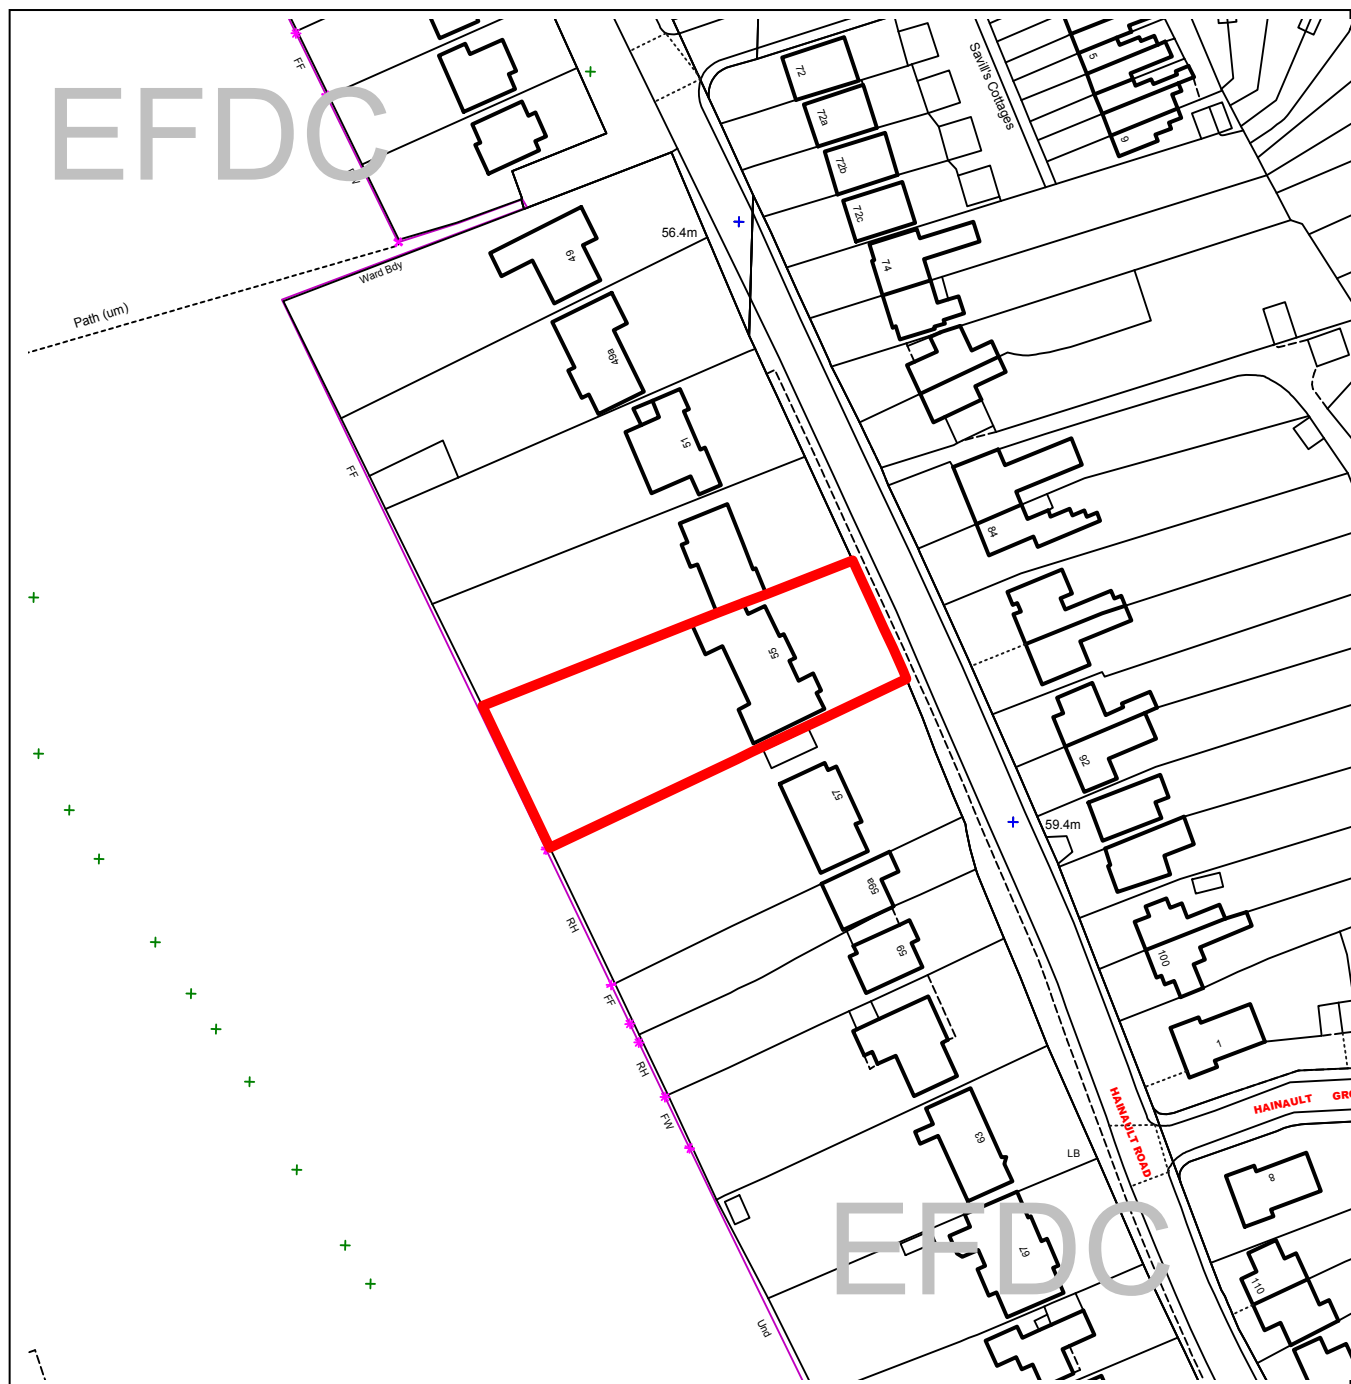 EFDC
FF
72
72a
72b
72c
74
Savill's Cottages
5
9
56.4m
49
Ward Bdy
Path (um)
49a
51
FF
84
55
92
57
59.4m
59a
59
100
RH
FF
RH
FW
1
HAINAULT GRO
HAINAULT ROAD
63
LB
8
EFDC
67
110
Und